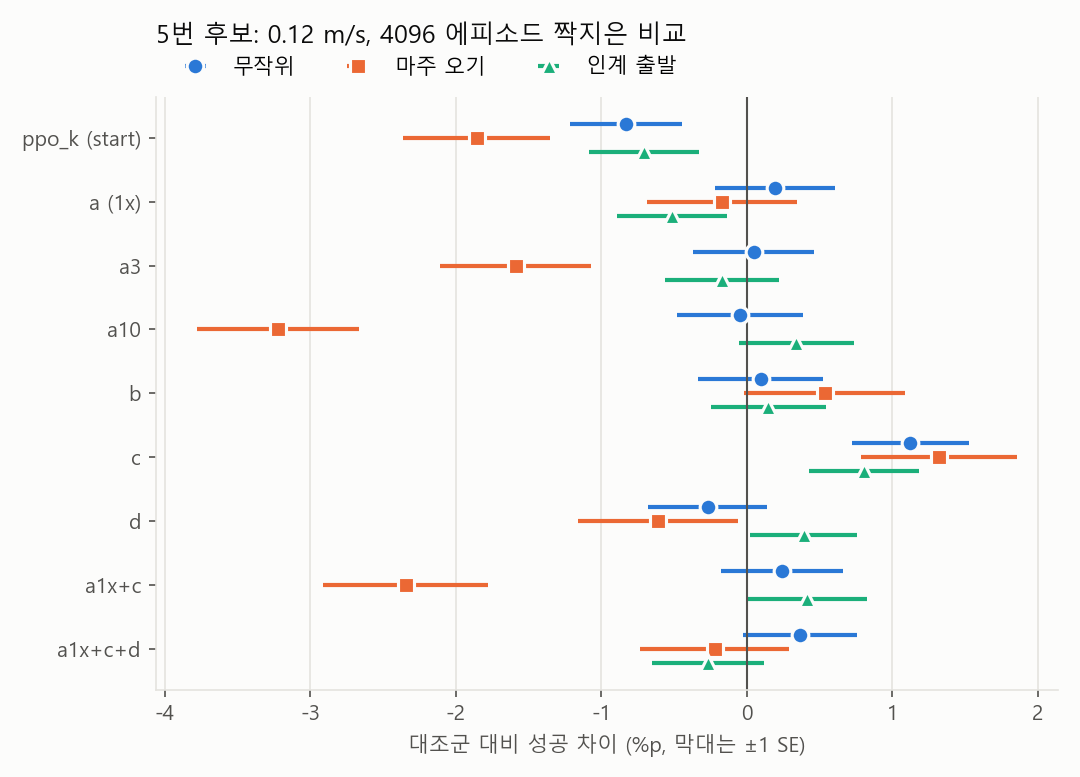 5번 후보: 0.12 m/s, 4096 에피소드 짝지은 비교
무작위 마주 오기 인계 출발
ppo_k (start)
a (1x)
a3
a10
b
c
d
a1x+c
a1x+c+d
-4 -3 -2 -1 0 1 2
대조군 대비 성공 차이 (%p, 막대는 ±1 SE)